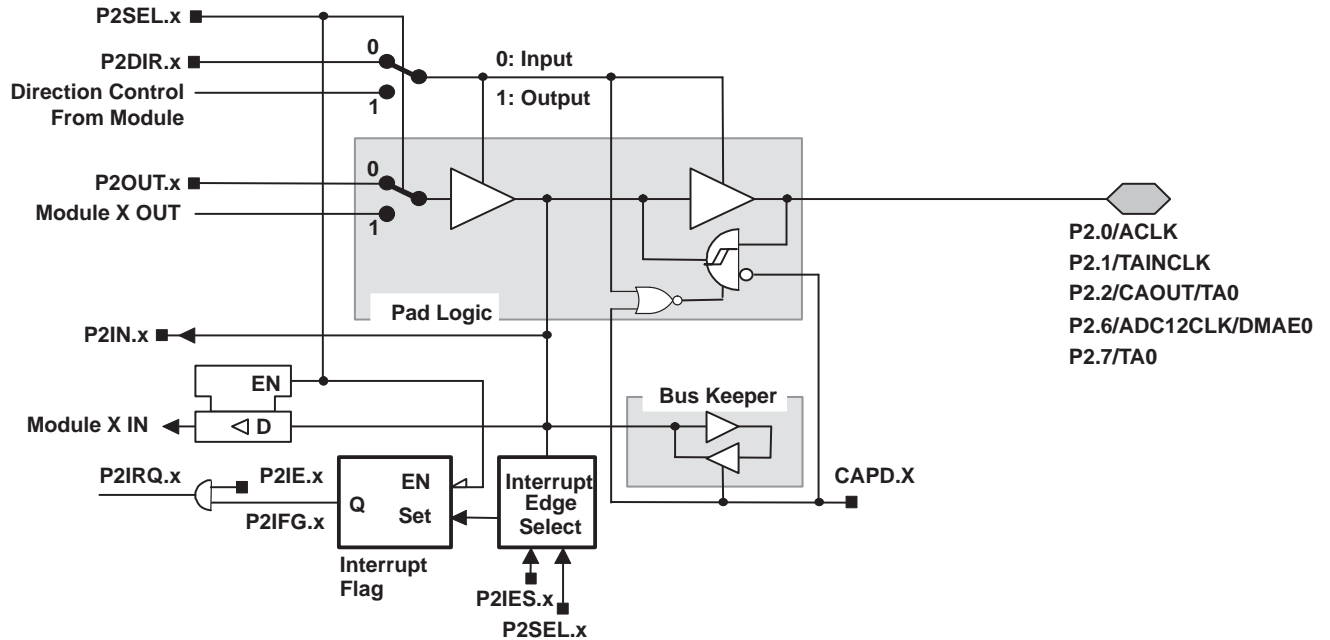 P2SEL.x
P2DIR.x
0
0: Input
Direction Control
From Module
1
1: Output
P2OUT.x
0
Module X OUT
1
P2.0/ACLK
P2.1/TAINCLK
P2.2/CAOUT/TA0
P2.6/ADC12CLK/DMAE0
P2.7/TA0
Pad Logic
P2IN.x
EN
Bus Keeper
Module X IN
D
P2IRQ.x
P2IE.x
P2IFG.x
Q
EN
Set
Interrupt
Edge
Select
CAPD.X
Interrupt
Flag
P2IES.x
P2SEL.x